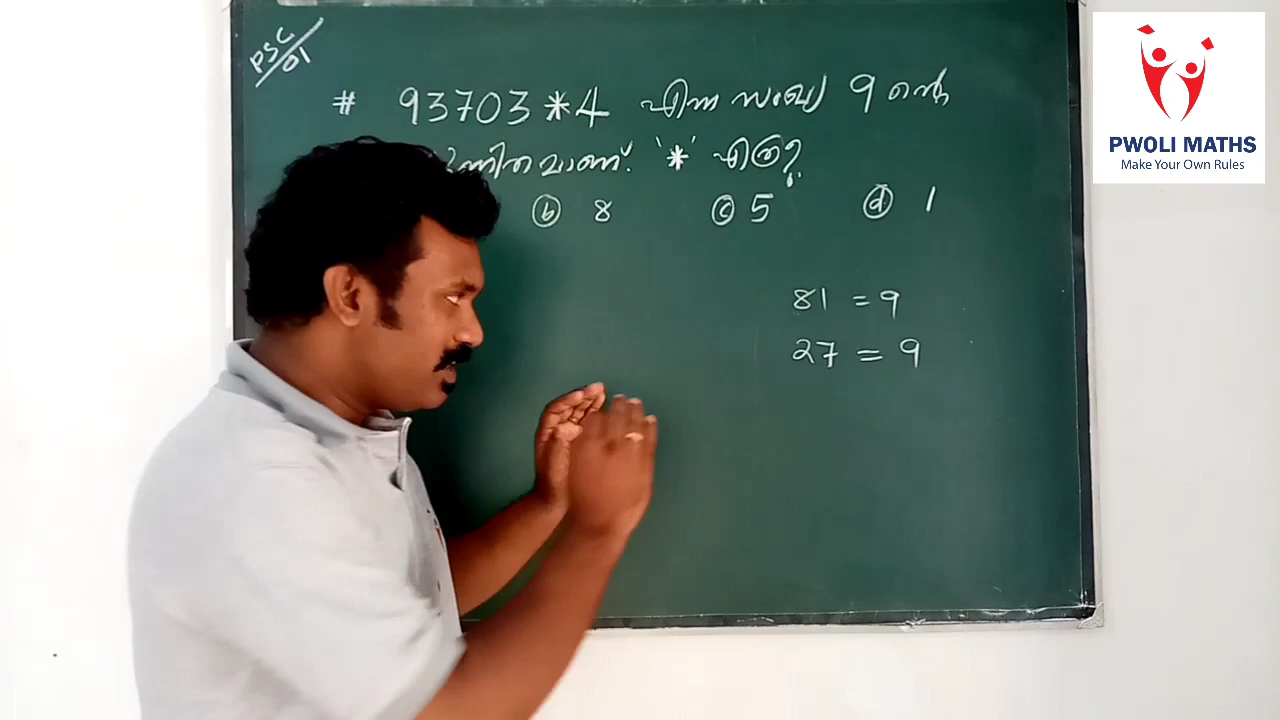 PSC/01
# 93703*4 എന്ന സംഖ്യ 9 ന്റെ
ണിതമാണ്. '*' എത്ര?
ⓑ 8 ⓒ 5 ⓓ 1
81 = 9
27 = 9
PWOLI MATHS
Make Your Own Rules